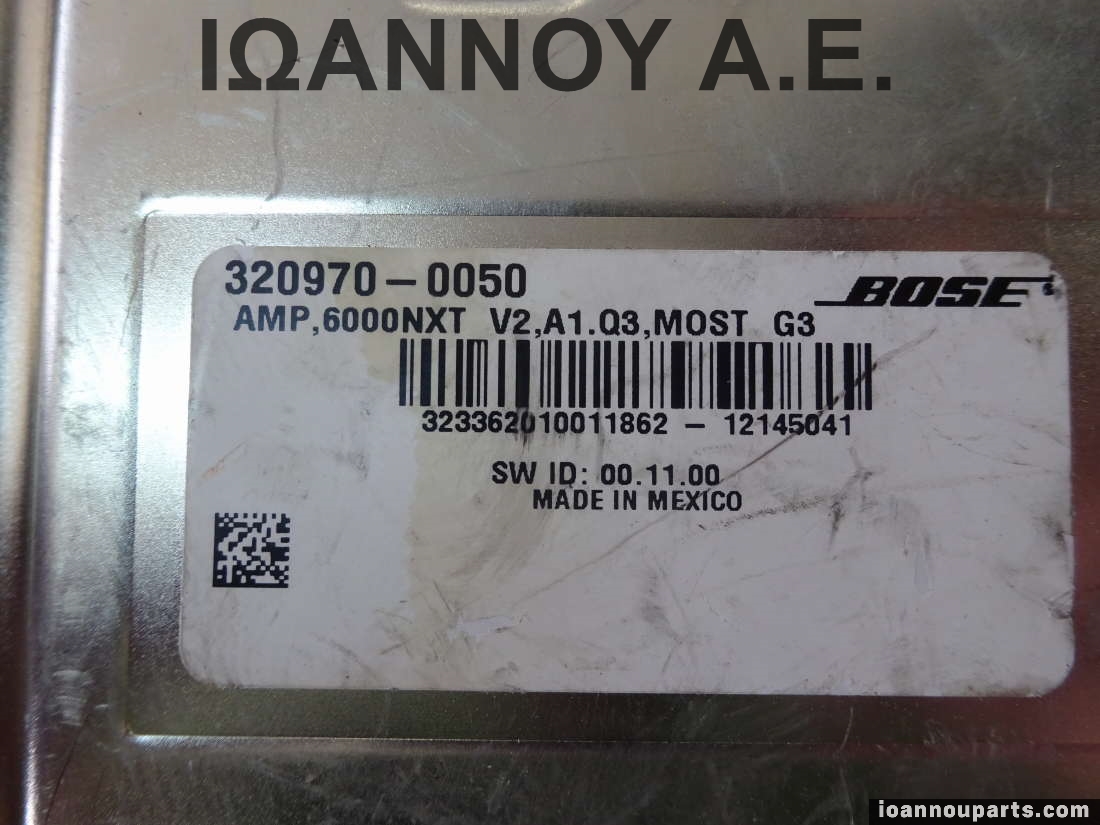 ΙΩΑΝΝΟΥ Α.Ε.
320970-0050
BOSE
AMP,6000NXT V2,A1.Q3,MOST G3
323362010011862 - 12145041
SW ID: 00.11.00
MADE IN MEXICO
ioannouparts.com